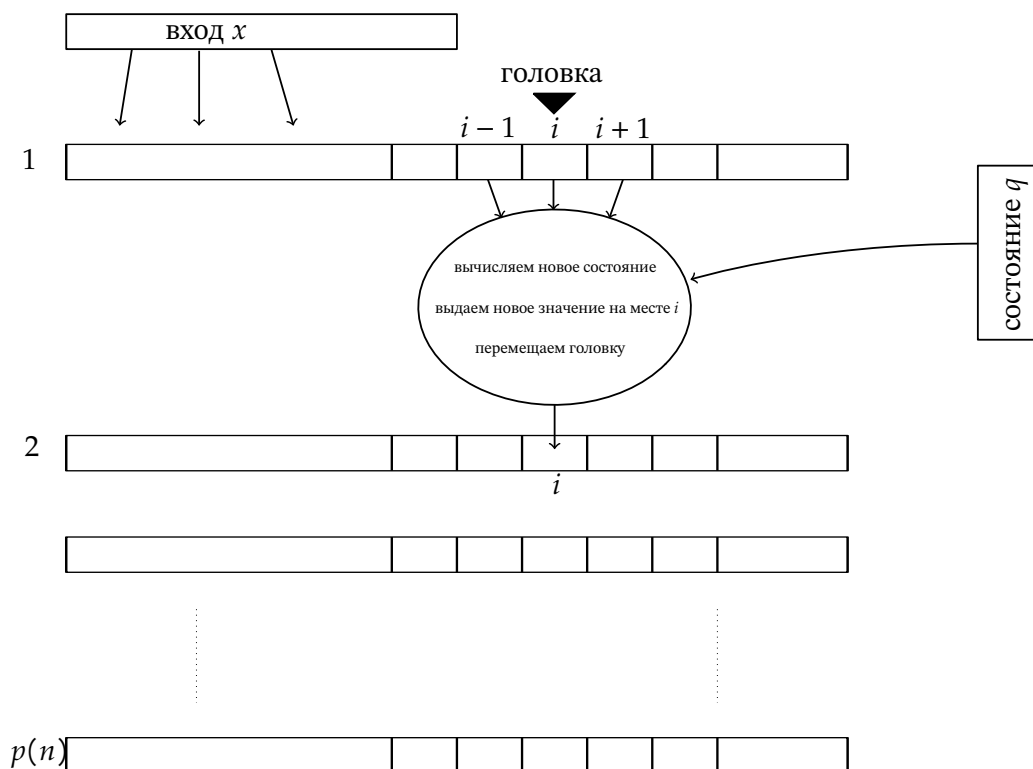 вход x
головка
i − 1 i i + 1
1
состояние q
вычисляем новое состояние
выдаем новое значение на месте i
перемещаем головку
2
i
p(n)